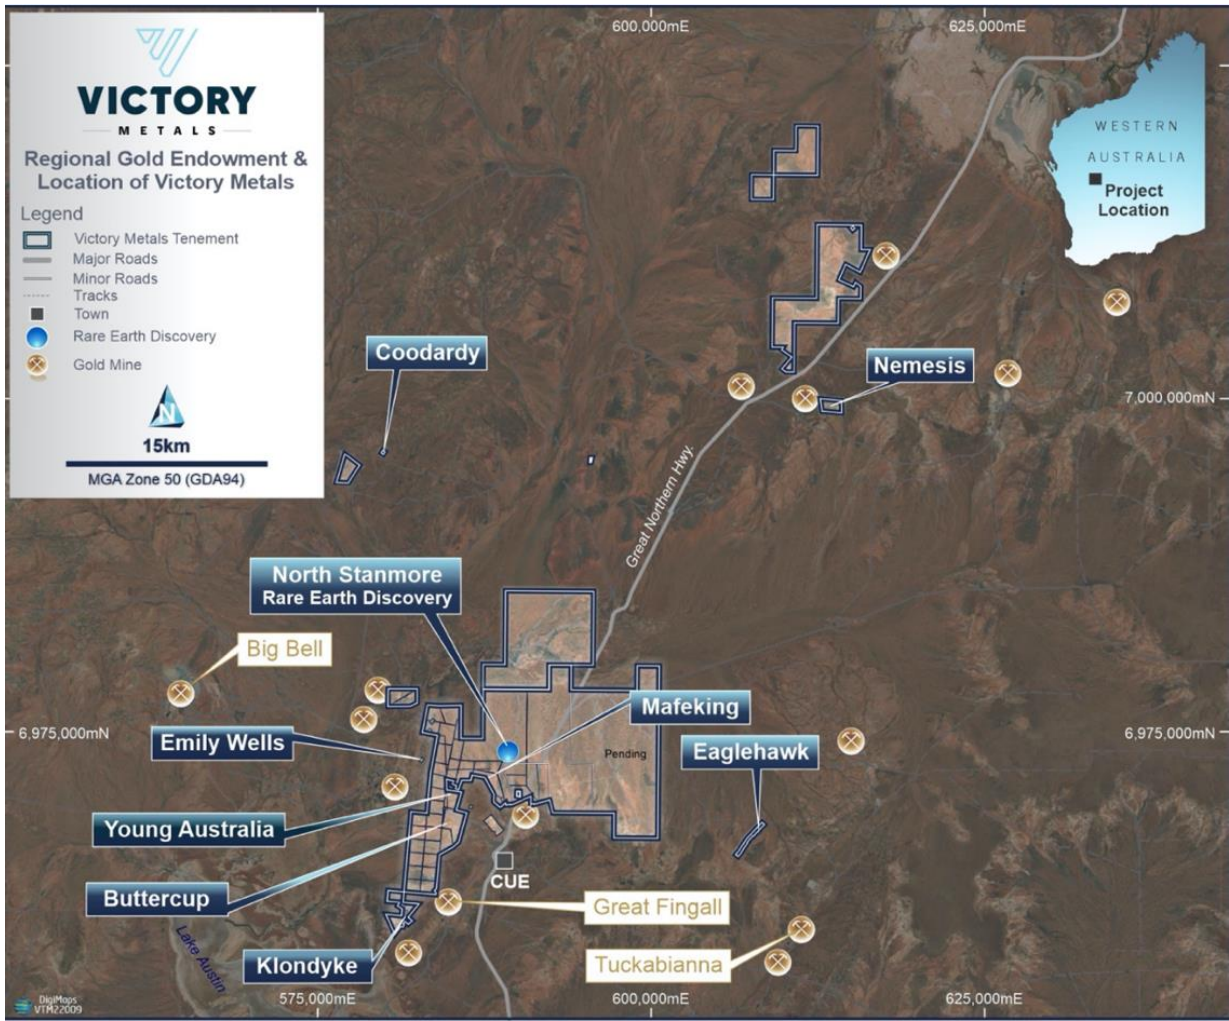 600,000mE
625,000mE
VICTORY
METALS
Regional Gold Endowment &
Location of Victory Metals
Legend
Victory Metals Tenement
Major Roads
Minor Roads
Tracks
Town
Rare Earth Discovery
Gold Mine
N
15km
MGA Zone 50 (GDA94)
WESTERN
AUSTRALIA
Project
Location
Coodardy
Nemesis
7,000,000mN
Great Northern Hwy.
North Stanmore
Rare Earth Discovery
Big Bell
Mafeking
6,975,000mN
Emily Wells
Pending
Eaglehawk
6,975,000mN
Young Australia
CUE
Buttercup
Great Fingall
Lake Austin
Klondyke
Tuckabianna
575,000mE
600,000mE
625,000mE
DigiMaps
VTM22009